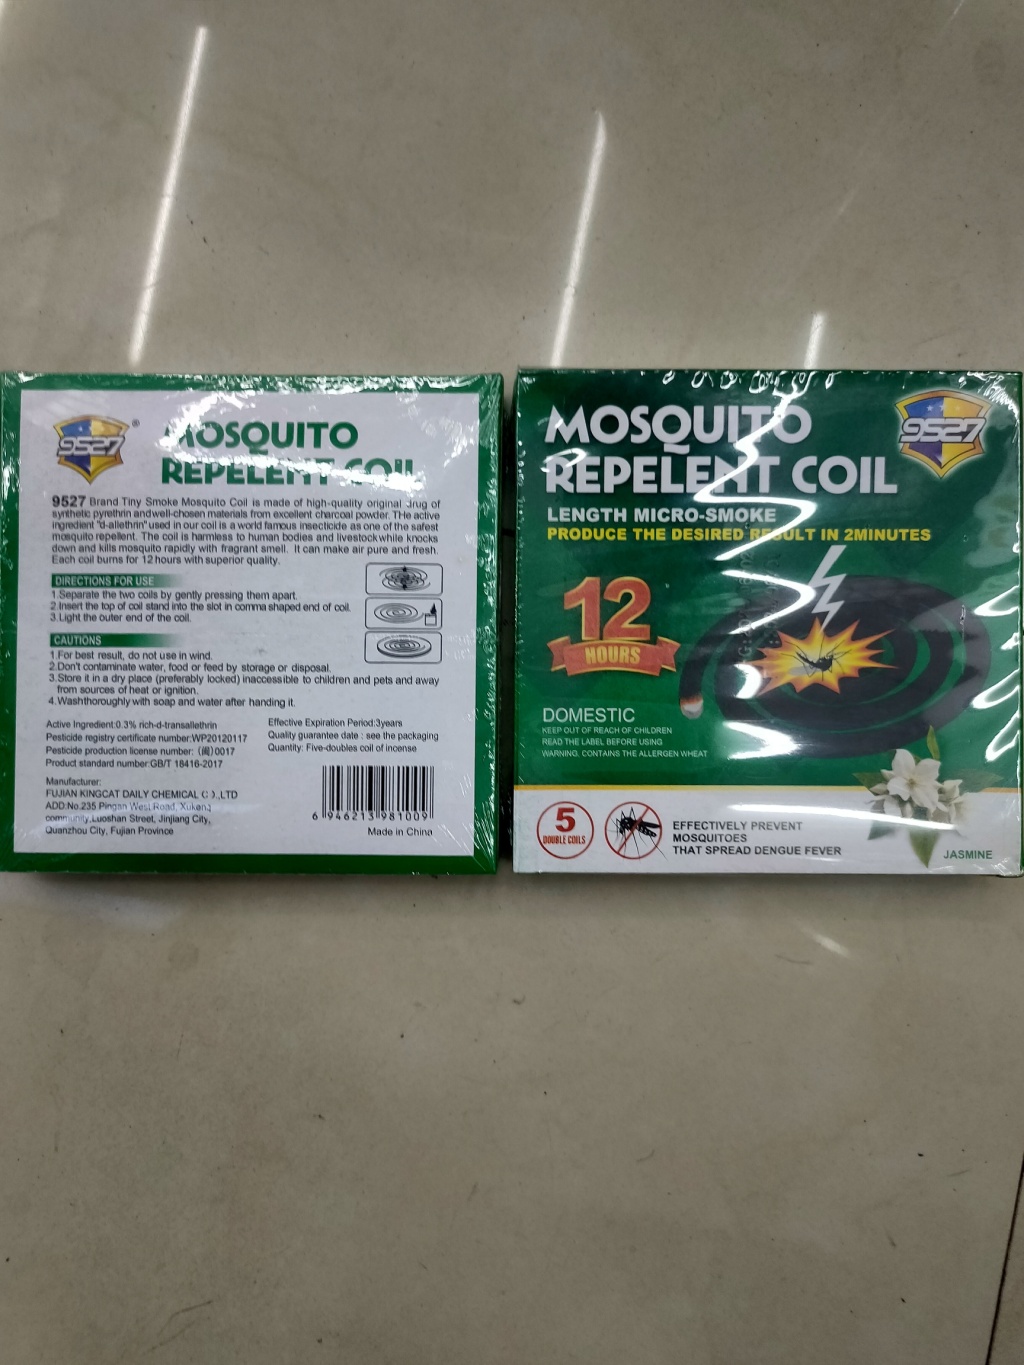 9527
®
MOSQUITO
REPELENT COIL
9527 Brand Tiny Smoke Mosquito Coil is made of high-quality original drug of
synthetic pyrethrin andwell-chosen materials from excellent charcoal powder. THe active
ingredient "d-allethrin" used in our coil is a world famous insecticide as one of the safest
mosquito repellent. The coil is harmless to human bodies and livestock while knocks
down and kills mosquito rapidly with fragrant smell. It can make air pure and fresh.
Each coil burns for 12 hours with superior quality.
DIRECTIONS FOR USE
1.Separate the two coils by gently pressing them apart.
2.Insert the top of coil stand into the slot in comma shaped end of coil.
3.Light the outer end of the coil.
CAUTIONS
1.For best result, do not use in wind.
2.Don't contaminate water, food or feed by storage or disposal.
3.Store it in a dry place (preferably locked) inaccessible to children and pets and away
from sources of heat or ignition.
4.Washthoroughly with soap and water after handing it.
Active Ingredient:0.3% rich-d-transallethrin
Pesticide registry certificate number:WP20120117
Pesticide production license number: (闽)0017
Product standard number:GB/T 18416-2017
Effective Expiration Period:3years
Quality guarantee date : see the packaging
Quantity: Five-doubles coil of incense
Manufacturer:
FUJIAN KINGCAT DAILY CHEMICAL CO.,LTD
ADD:No.235 Pingan West Road, Xukeng
community,Luoshan Street, Jinjiang City,
Quanzhou City, Fujian Province
6 946213 981009
Made in China
MOSQUITO
REPELENT COIL
9527
LENGTH MICRO-SMOKE
PRODUCE THE DESIRED RESULT IN 2MINUTES
12
HOURS
DOMESTIC
KEEP OUT OF REACH OF CHILDREN
READ THE LABEL BEFORE USING
WARNING. CONTAINS THE ALLERGEN WHEAT
5
DOUBLE COILS
EFFECTIVELY PREVENT
MOSQUITOES
THAT SPREAD DENGUE FEVER
JASMINE